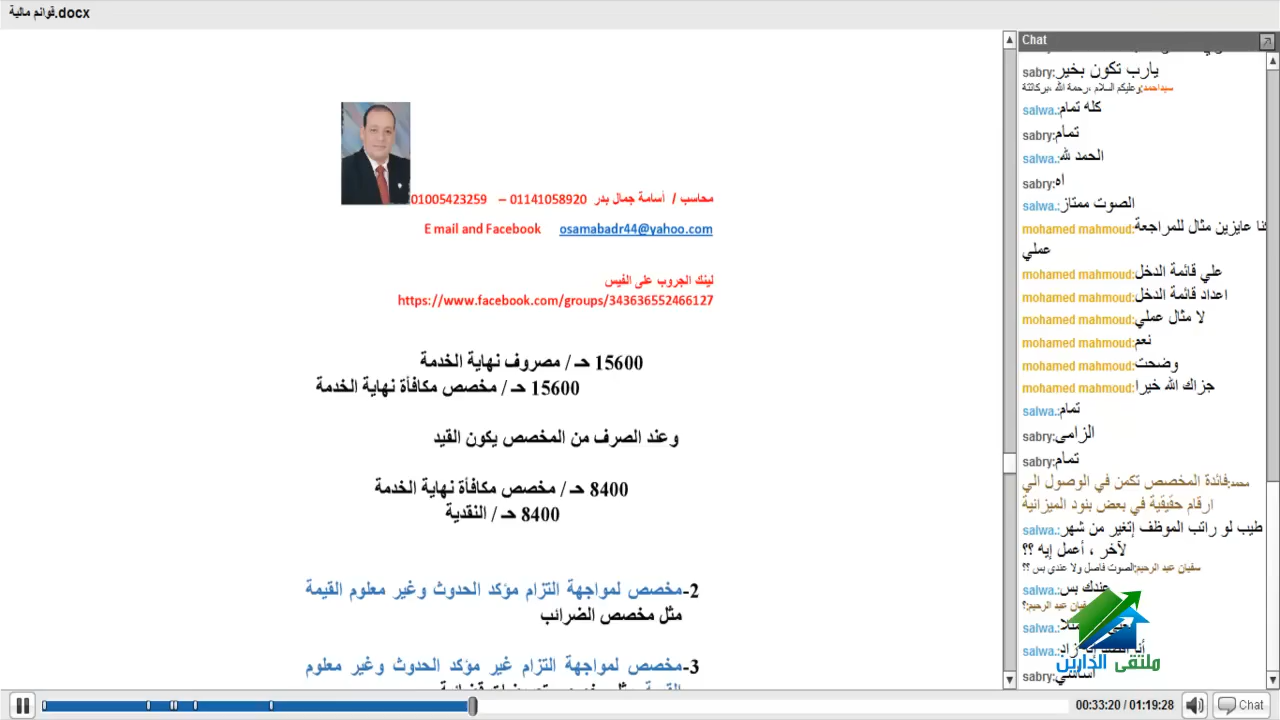 قوائم مالية.docx
محاسب / أسامة جمال بدر 01141058920 – 01005423259
E mail and Facebook osamabadr44@yahoo.com
لينك الجروب على الفيس
https://www.facebook.com/groups/343636552466127
15600 حـ / مصروف نهاية الخدمة
15600 حـ / مخصص مكافأة نهاية الخدمة
وعند الصرف من المخصص يكون القيد
8400 حـ / مخصص مكافأة نهاية الخدمة
8400 حـ / النقدية
2-مخصص لمواجهة التزام مؤكد الحدوث وغير معلوم القيمة
مثل مخصص الضرائب
3-مخصص لمواجهة التزام غير مؤكد الحدوث وغير معلوم
Chat
sabry:يارب تكون بخير
سيداحمد:وعليكم السلام ،رحمة الله ،بركاتة
salwa.:كله تمام
sabry:تمام
salwa.:الحمد لله
sabry:اه
salwa.:الصوت ممتاز
mohamed mahmoud:كنا عايزين مثال للمراجعة
عملي
mohamed mahmoud:علي قائمة الدخل
mohamed mahmoud:اعداد قائمة الدخل
mohamed mahmoud:لا مثال عملي
mohamed mahmoud:نعم
mohamed mahmoud:وضحت
mohamed mahmoud:جزاك الله خيرا
salwa.:تمام
sabry:الزامى
sabry:تمام
محمد:فائدة المخصص تكمن في الوصول الي
ارقام حقيقية في بعض بنود الميزانية
salwa.:طيب لو راتب الموظف إتغير من شهر
لآخر ، أعمل إيه ؟؟
سفيان عبد الرحيم:الصوت فاصل ولا عندي بس ؟؟
salwa.:عندك بس
سفيان عبد الرحيم:؟
salwa.:
salwa.:
sabry:أساسي
ملتقى الدارين
00:33:20 / 01:19:28
Chat